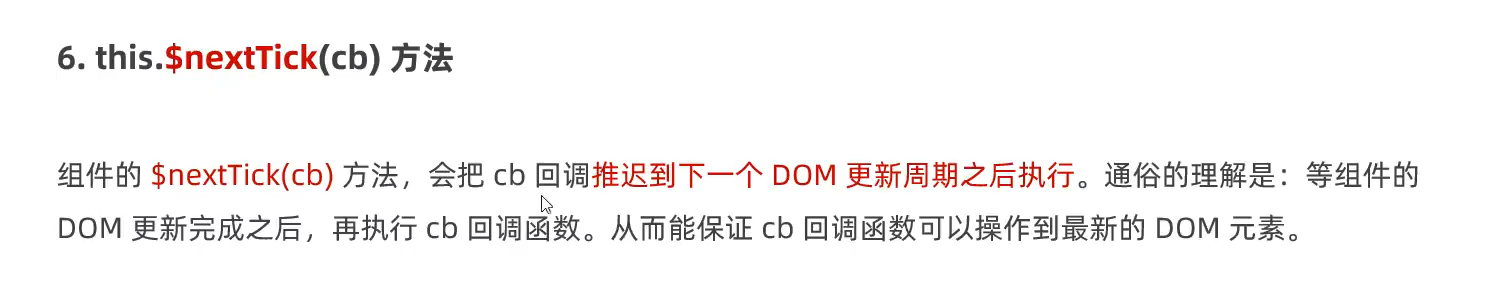 6. this.$nextTick(cb) 方法
组件的 $nextTick(cb) 方法，会把 cb 回调推迟到下一个 DOM 更新周期之后执行。通俗的理解是：等组件的
DOM 更新完成之后，再执行 cb 回调函数。从而能保证 cb 回调函数可以操作到最新的 DOM 元素。